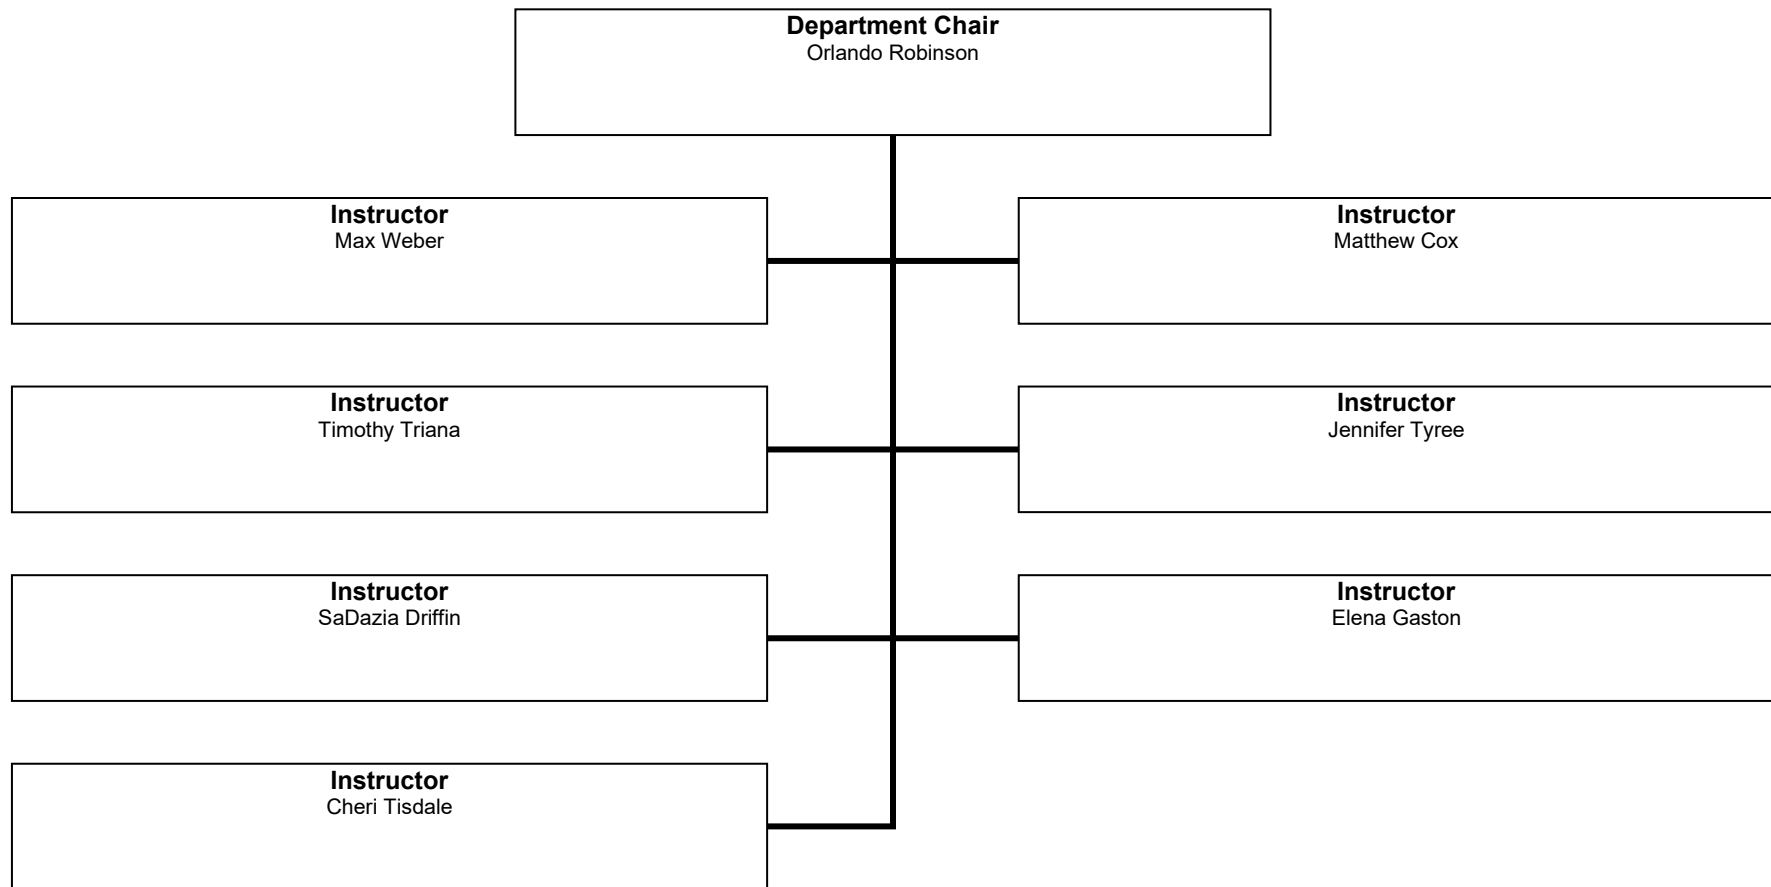 Department Chair
Orlando Robinson
Instructor
Max Weber
Instructor
Matthew Cox
Instructor
Timothy Triana
Instructor
Jennifer Tyree
Instructor
SaDazia Driffin
Instructor
Elena Gaston
Instructor
Cheri Tisdale